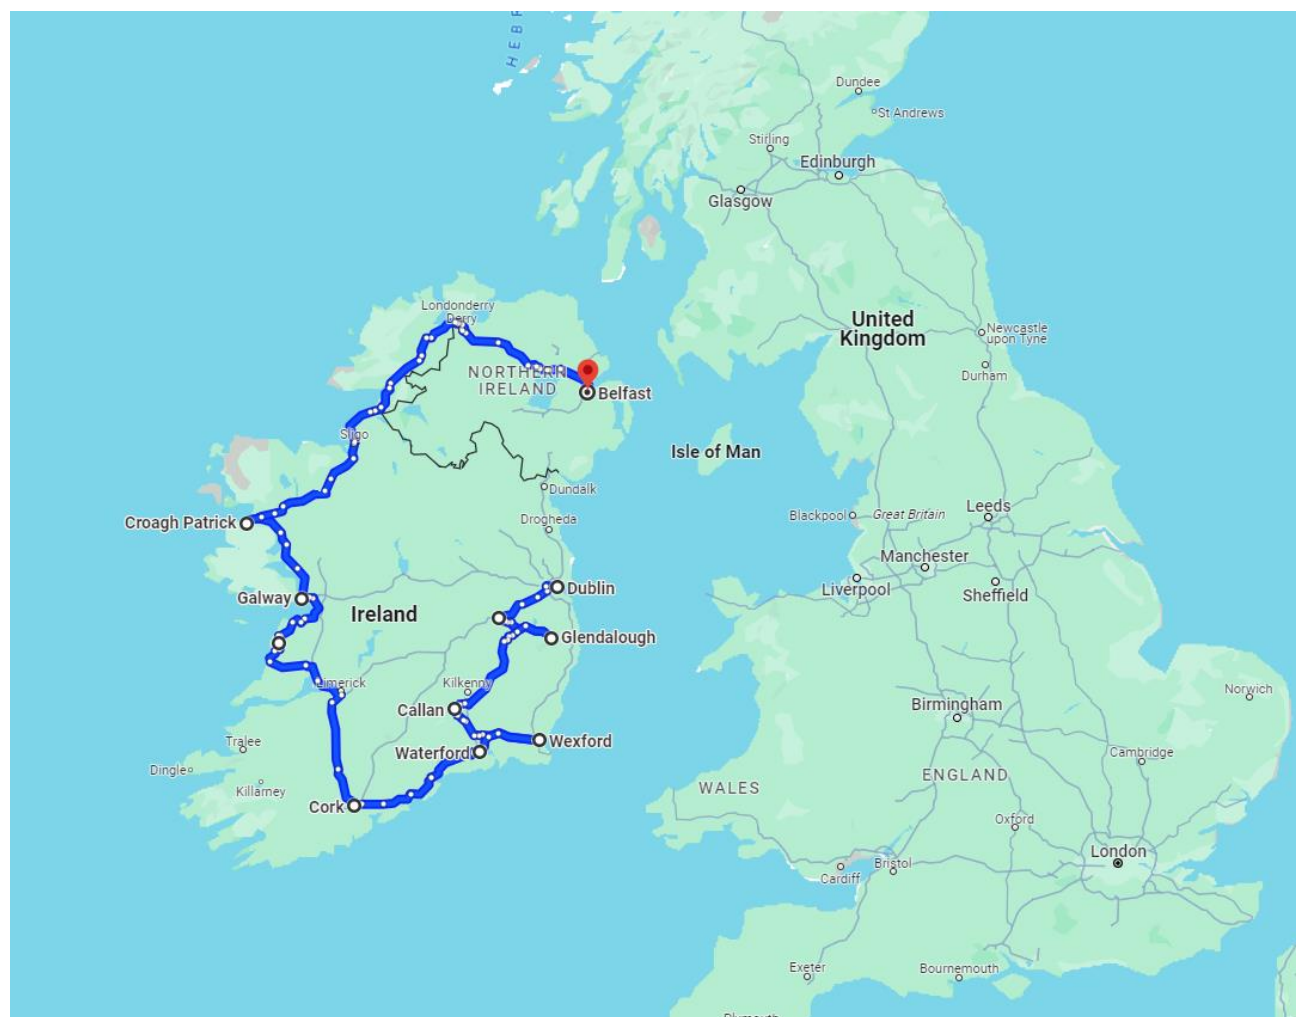 HEBR
Dundee
St Andrews
Stirling
Edinburgh
Glasgow
Londonderry
Derry
United
Kingdom
Newcastle
upon Tyne
Durham
NORTHERN
IRELAND
Belfast
Sligo
Isle of Man
Dundalk
Croagh Patrick
Drogheda
Blackpool
Great Britain
Leeds
Manchester
Liverpool
Sheffield
Galway
Dublin
Ireland
Glendalough
Limerick
Kilkenny
Callan
Norwich
Birmingham
Waterford
Wexford
Tralee
Dingle
Killarney
Cork
Cambridge
WALES
ENGLAND
Oxford
London
Cardiff
Bristol
Exeter
Bournemouth
Plymouth